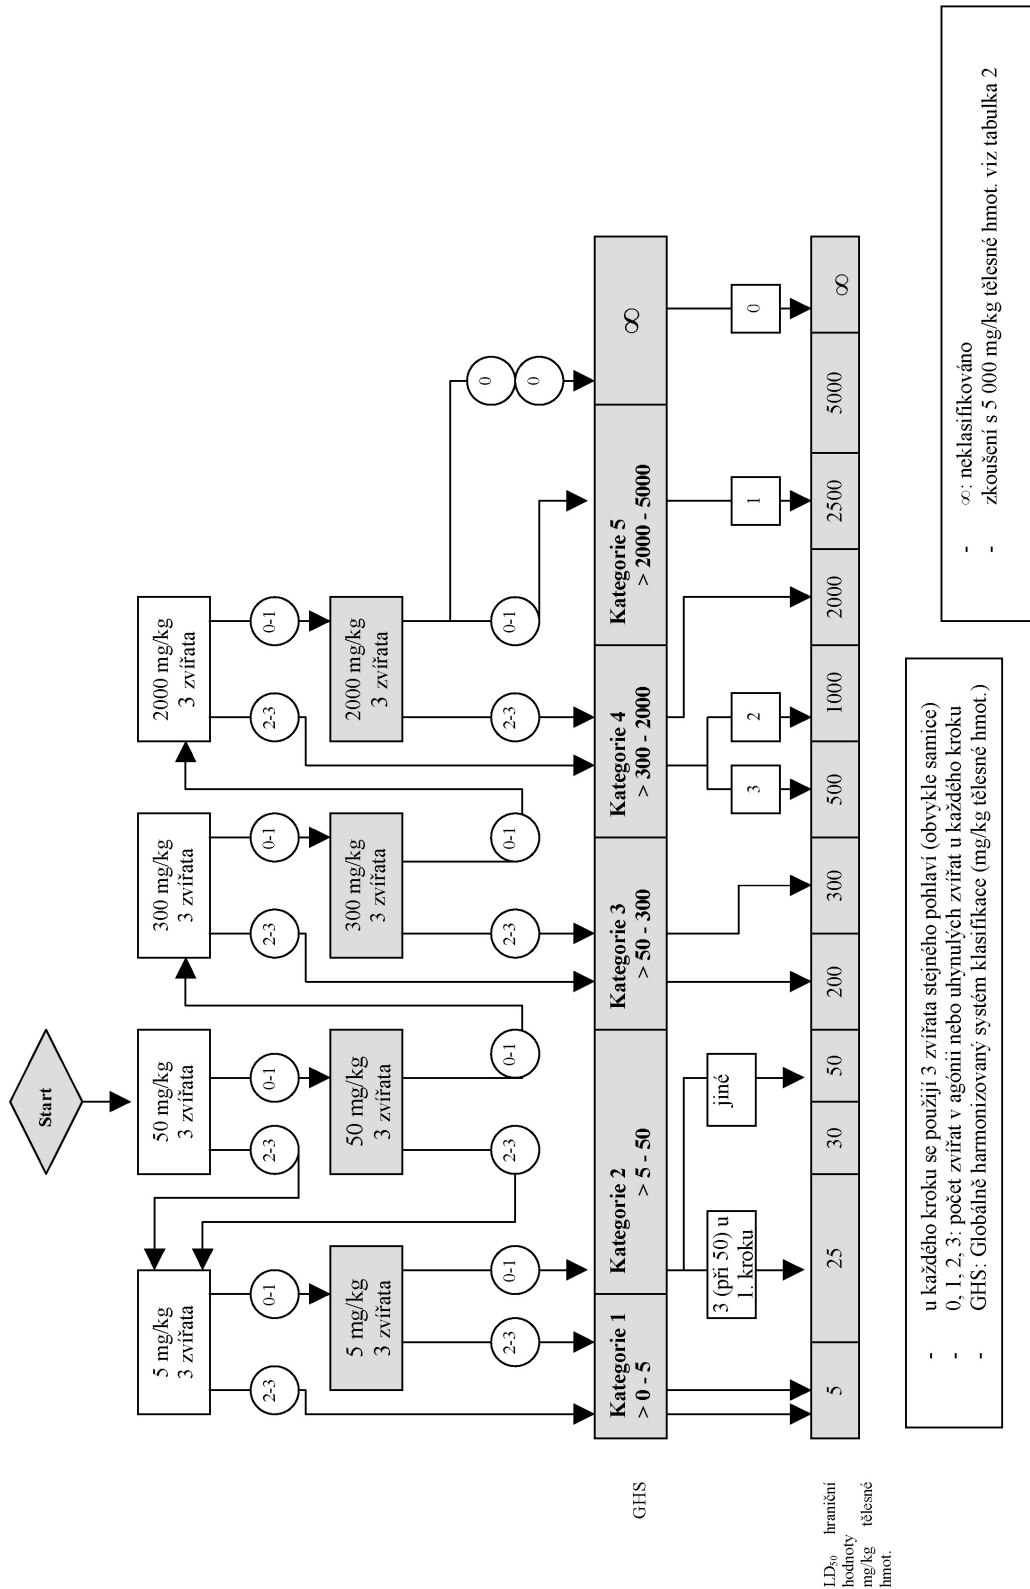 Start
5 mg/kg
3 zvířata
50 mg/kg
3 zvířata
300 mg/kg
3 zvířata
2000 mg/kg
3 zvířata
2-3
0-1
2-3
0-1
2-3
0-1
2-3
0-1
5 mg/kg
3 zvířata
50 mg/kg
3 zvířata
300 mg/kg
3 zvířata
2000 mg/kg
3 zvířata
2-3
0-1
2-3
0-1
2-3
0-1
2-3
0-1
0
0
GHS
Kategorie 1
> 0 - 5
Kategorie 2
> 5 - 50
Kategorie 3
> 50 - 300
Kategorie 4
> 300 - 2000
Kategorie 5
> 2000 - 5000
∞
3 (při 50) u
1. kroku
jiné
3
2
1
0
LD50 hraniční
hodnoty
mg/kg tělesné
hmot.
5
25
30
50
200
300
500
1000
2000
2500
5000
∞
- u každého kroku se použijí 3 zvířata stejného pohlaví (obvykle samice)
- 0, 1, 2, 3: počet zvířat v agonii nebo uhynulých zvířat u každého kroku
- GHS: Globálně harmonizovaný systém klasifikace (mg/kg tělesné hmot.)
- ∞: neklasifikováno
- zkoušení s 5 000 mg/kg tělesné hmot. viz tabulka 2